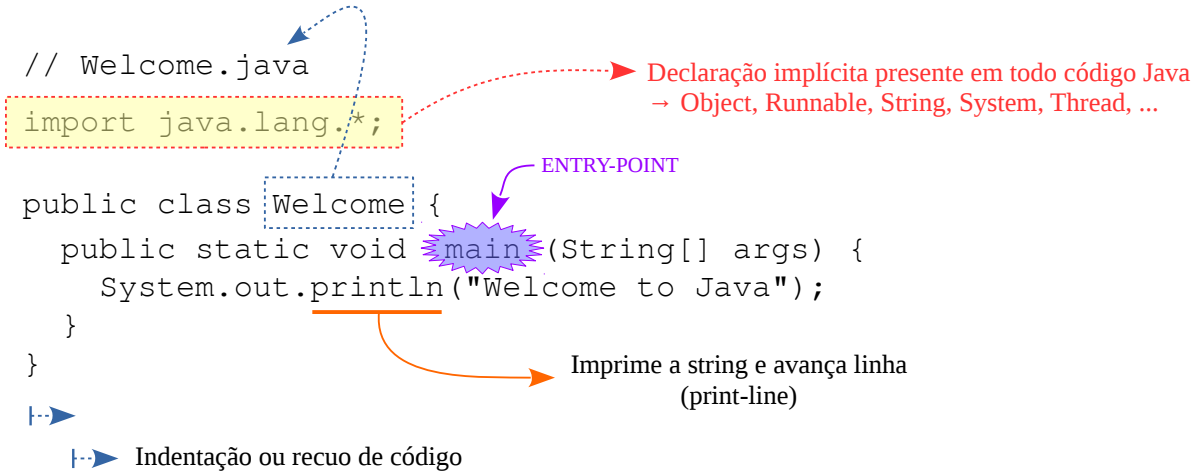 // Welcome.java
import java.lang.*;
Declaração implícita presente em todo código Java
→ Object, Runnable, String, System, Thread, ...
ENTRY-POINT
public class Welcome {
public static void main (String[] args) {
System.out.println("Welcome to Java");
}
}
Imprime a string e avança linha
(print-line)
Indentação ou recuo de código